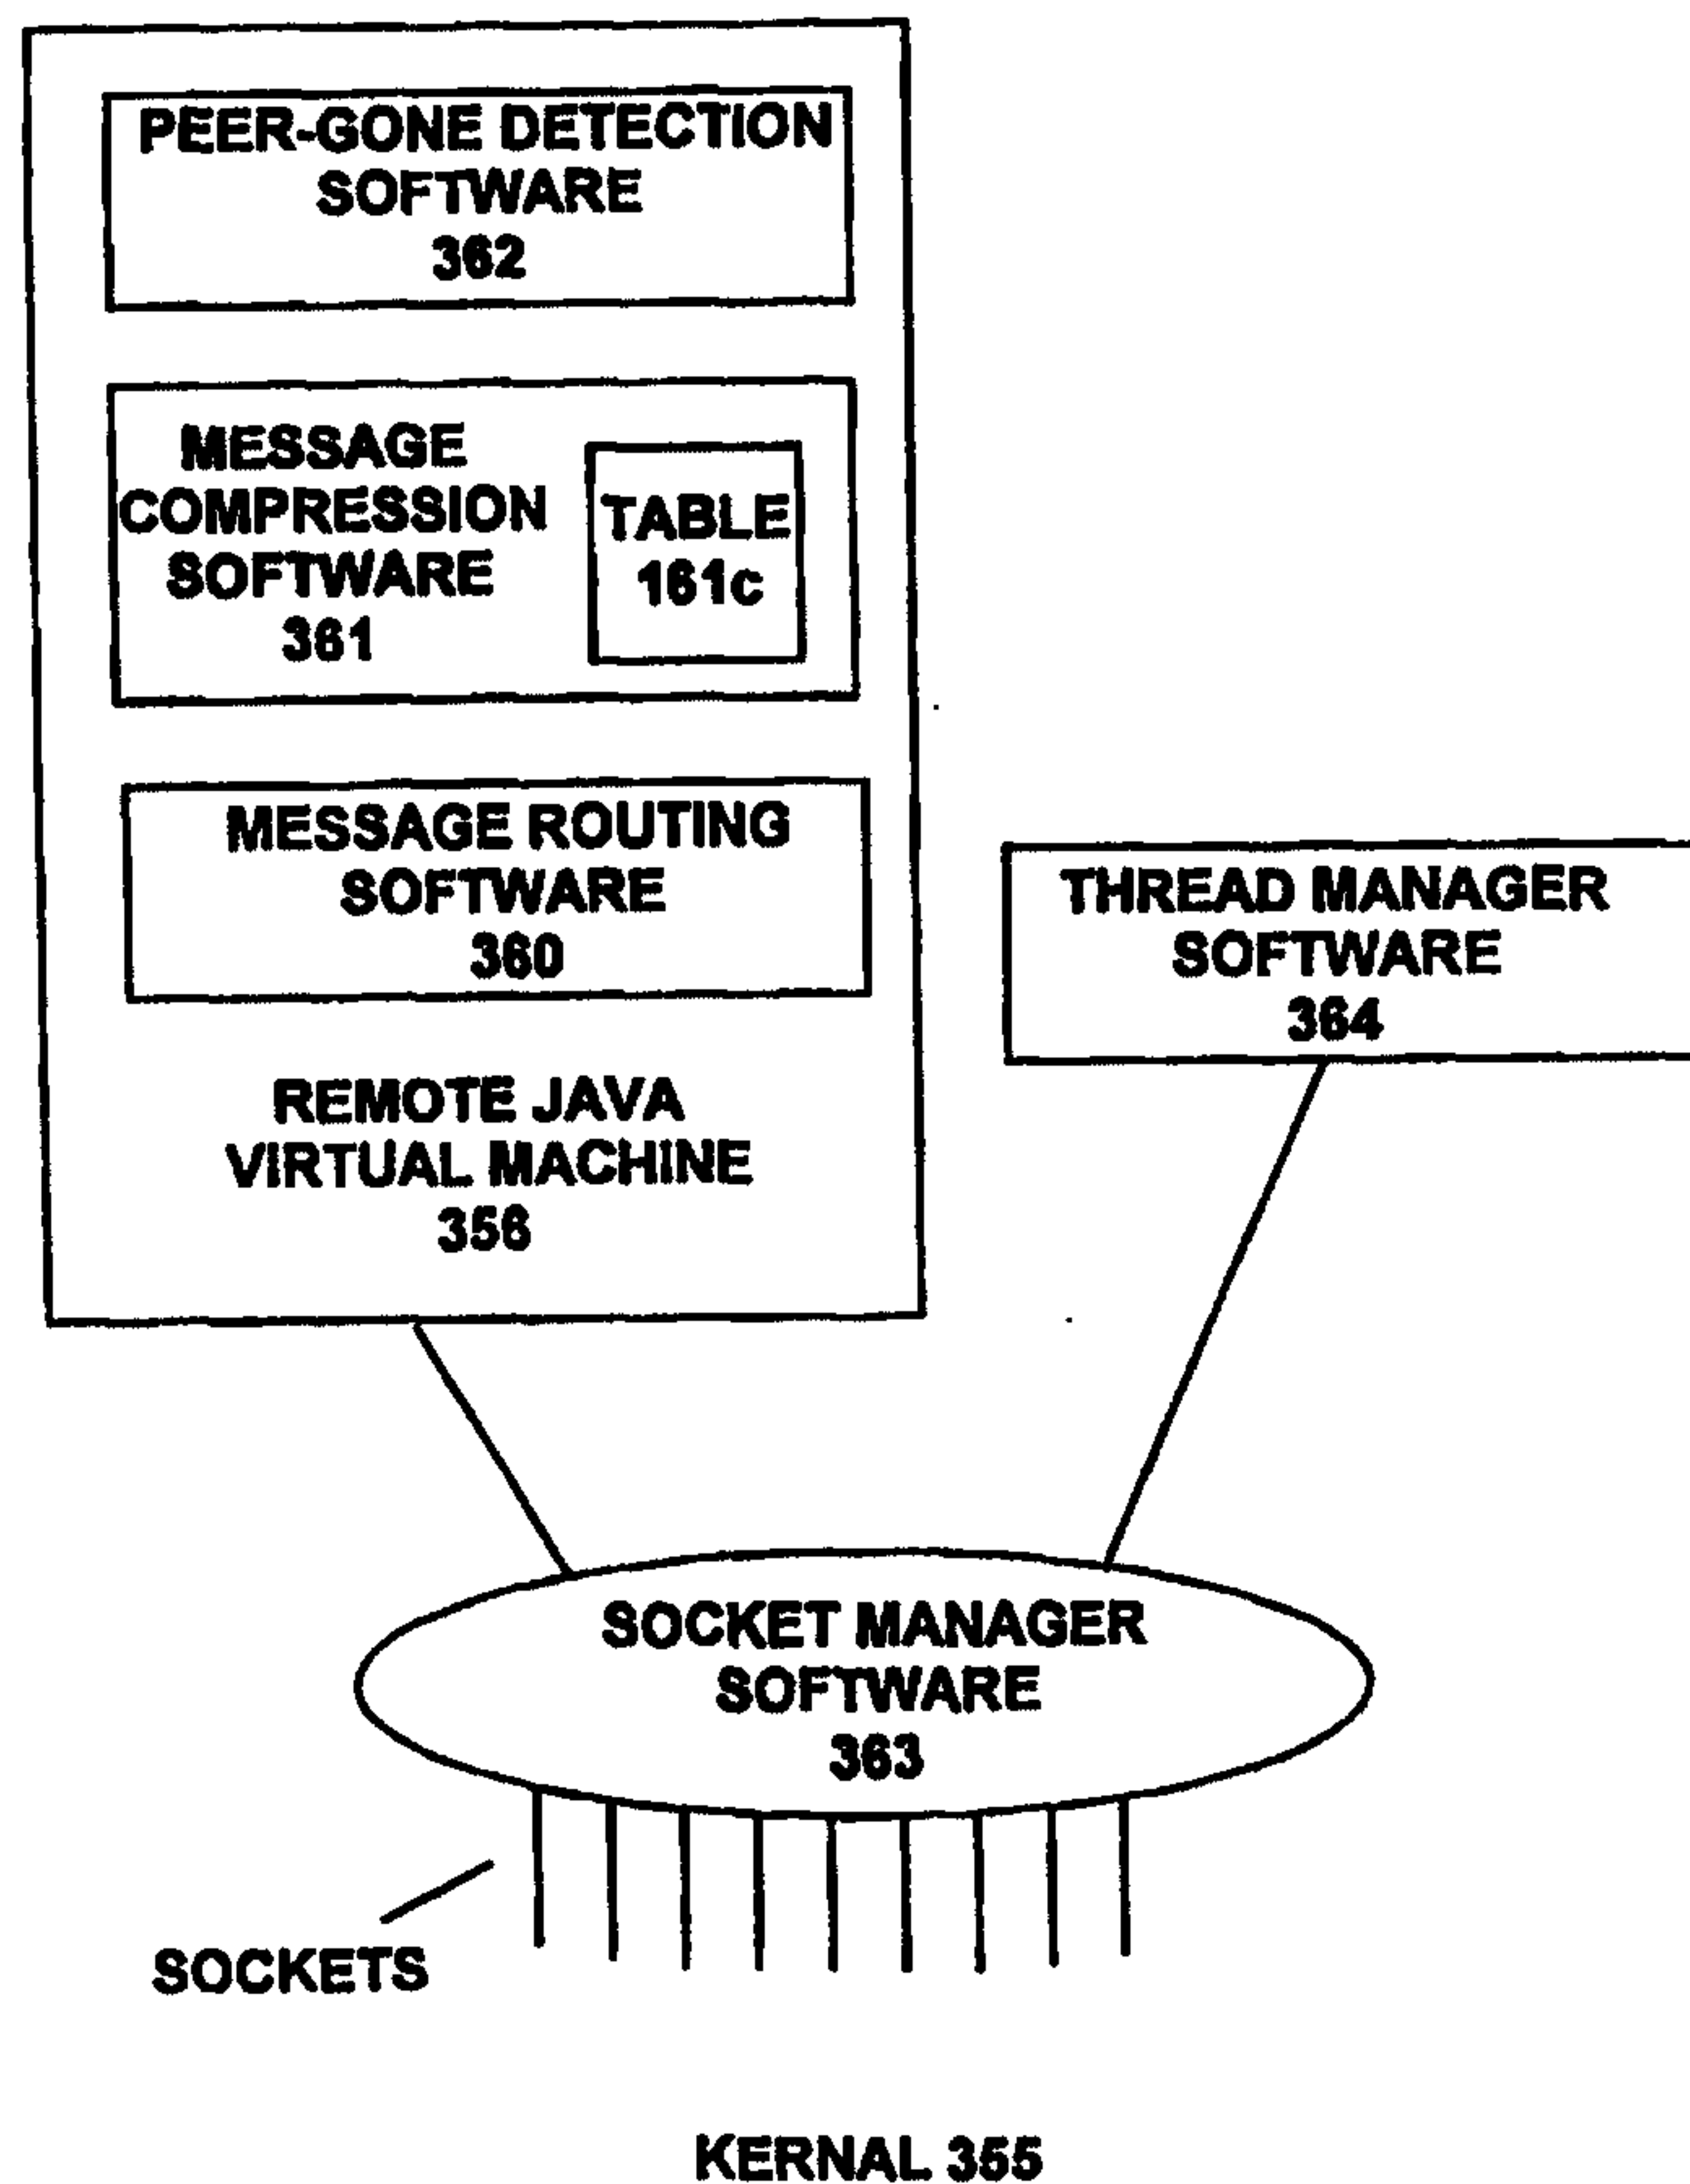 PEER-GONE DETECTION
SOFTWARE
362
MESSAGE
COMPRESSION
SOFTWARE
361
TABLE
161c
MESSAGE ROUTING
SOFTWARE
360
REMOTE JAVA
VIRTUAL MACHINE
356
THREAD MANAGER
SOFTWARE
364
SOCKET MANAGER
SOFTWARE
363
SOCKETS
KERNAL 355